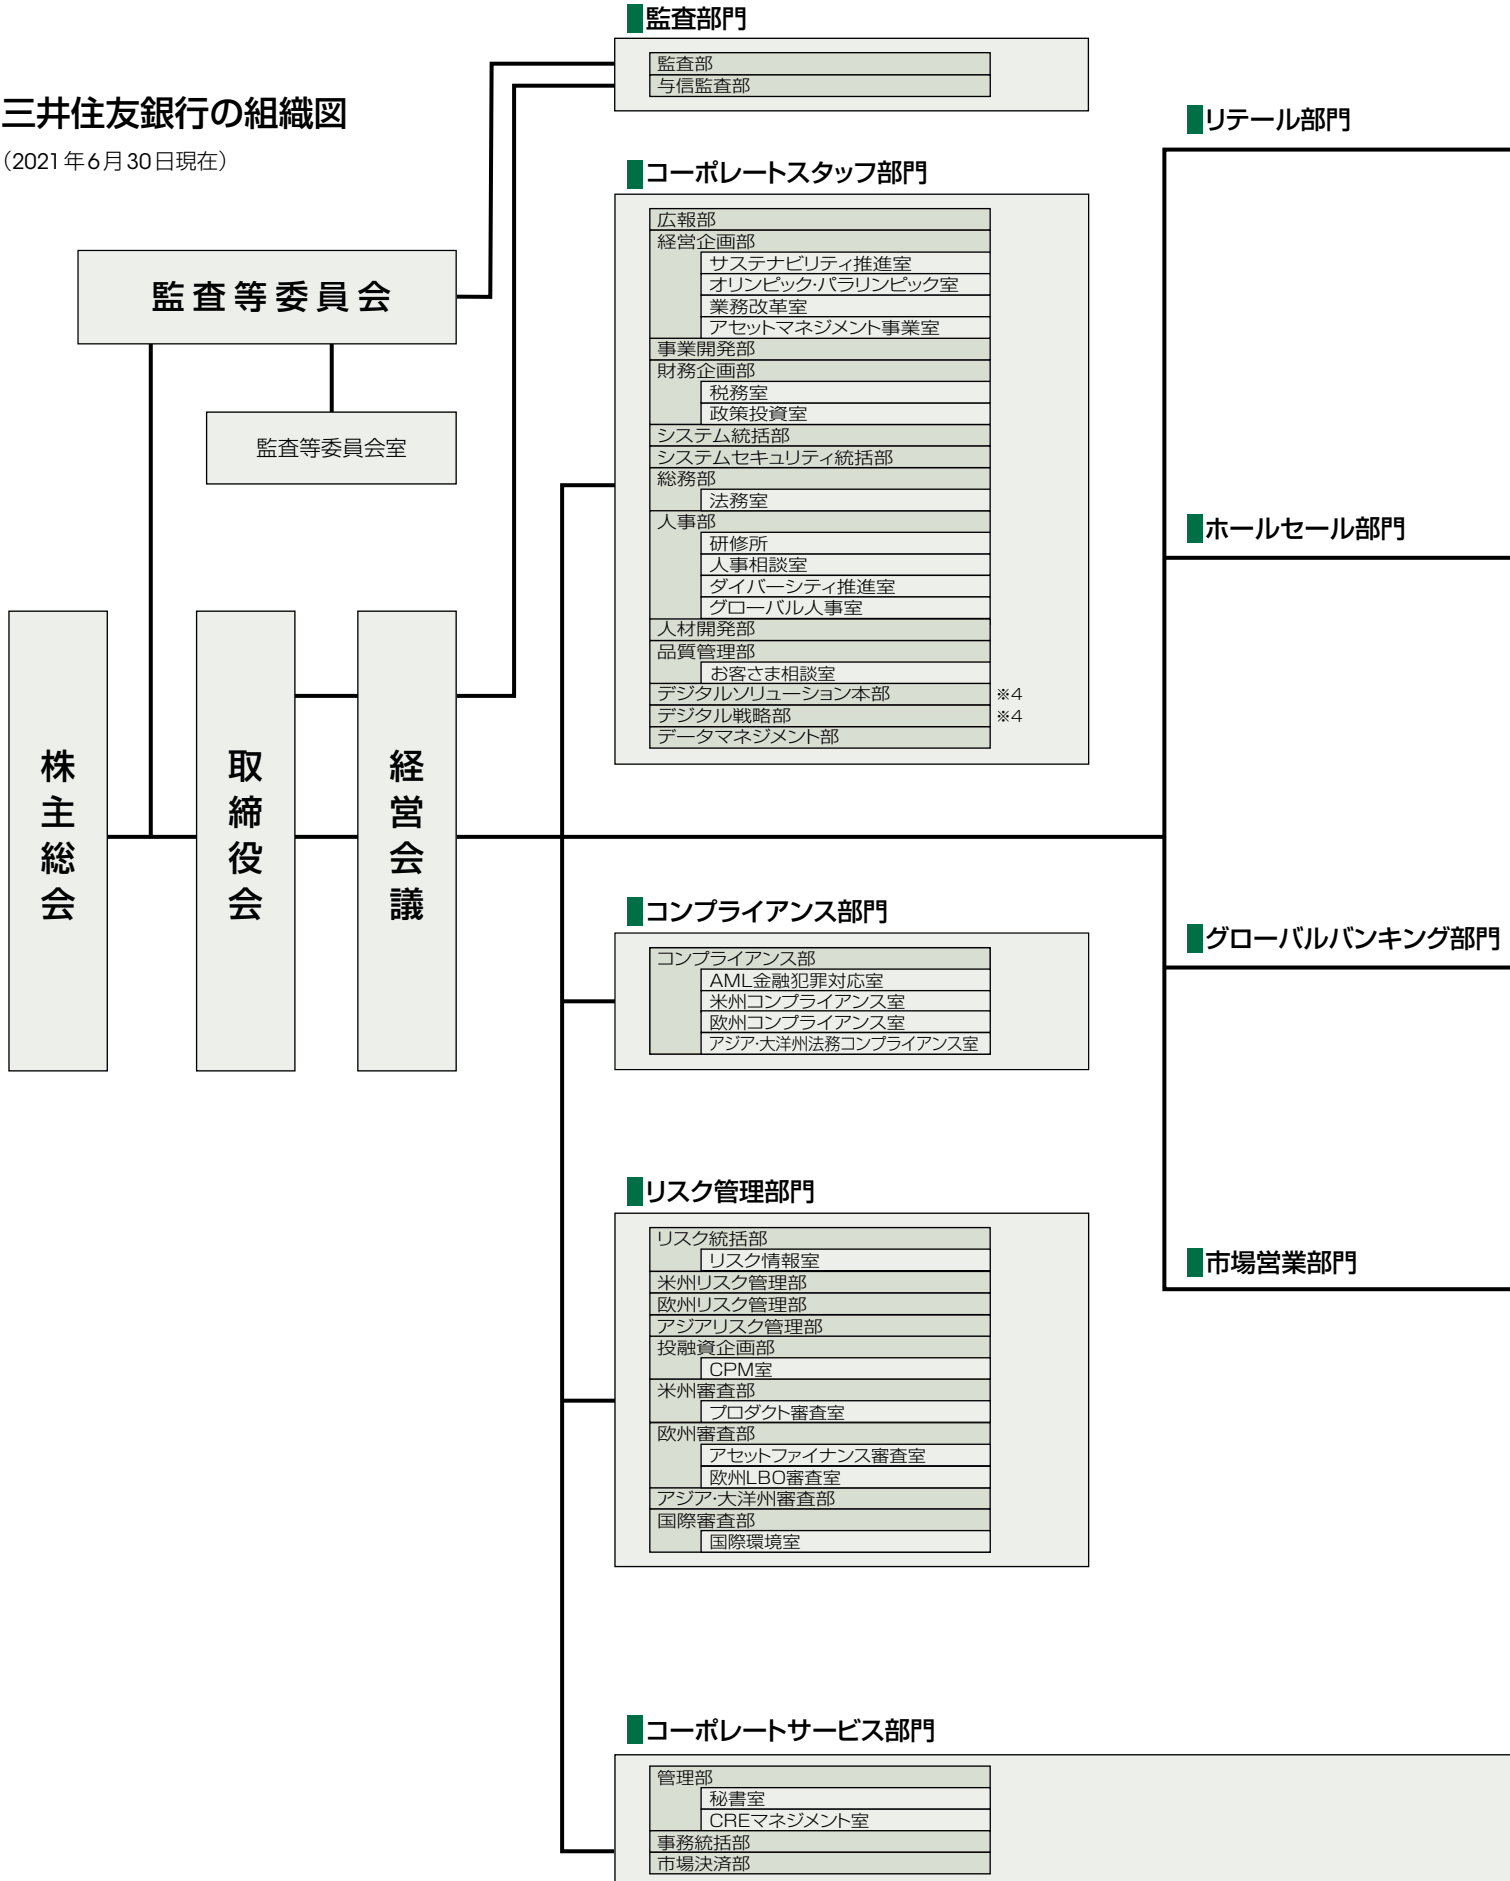 三井住友銀行の組織図
（2021年6月30日現在）
監査等委員会
監査等委員会室
株主総会
取締役会
経営会議
監査部門
監査部
与信監査部
コーポレートスタッフ部門
広報部
経営企画部
サステナビリティ推進室
オリンピック・パラリンピック室
業務改革室
アセットマネジメント事業室
事業開発部
財務企画部
税務室
政策投資室
システム統括部
システムセキュリティ統括部
総務部
法務室
人事部
研修所
人事相談室
ダイバーシティ推進室
グローバル人事室
人材開発部
品質管理部
お客さま相談室
デジタルソリューション本部 ※4
デジタル戦略部 ※4
データマネジメント部
コンプライアンス部門
コンプライアンス部
AML金融犯罪対応室
米州コンプライアンス室
欧州コンプライアンス室
アジア・大洋州法務コンプライアンス室
リスク管理部門
リスク統括部
リスク情報室
米州リスク管理部
欧州リスク管理部
アジアリスク管理部
投融資企画部
CPM室
米州審査部
プロダクト審査室
欧州審査部
アセットファイナンス審査室
欧州LBO審査室
アジア・大洋州審査部
国際審査部
国際環境室
コーポレートサービス部門
管理部
秘書室
CREマネジメント室
事務統括部
市場決済部
リテール部門
ホールセール部門
グローバルバンキング部門
市場営業部門